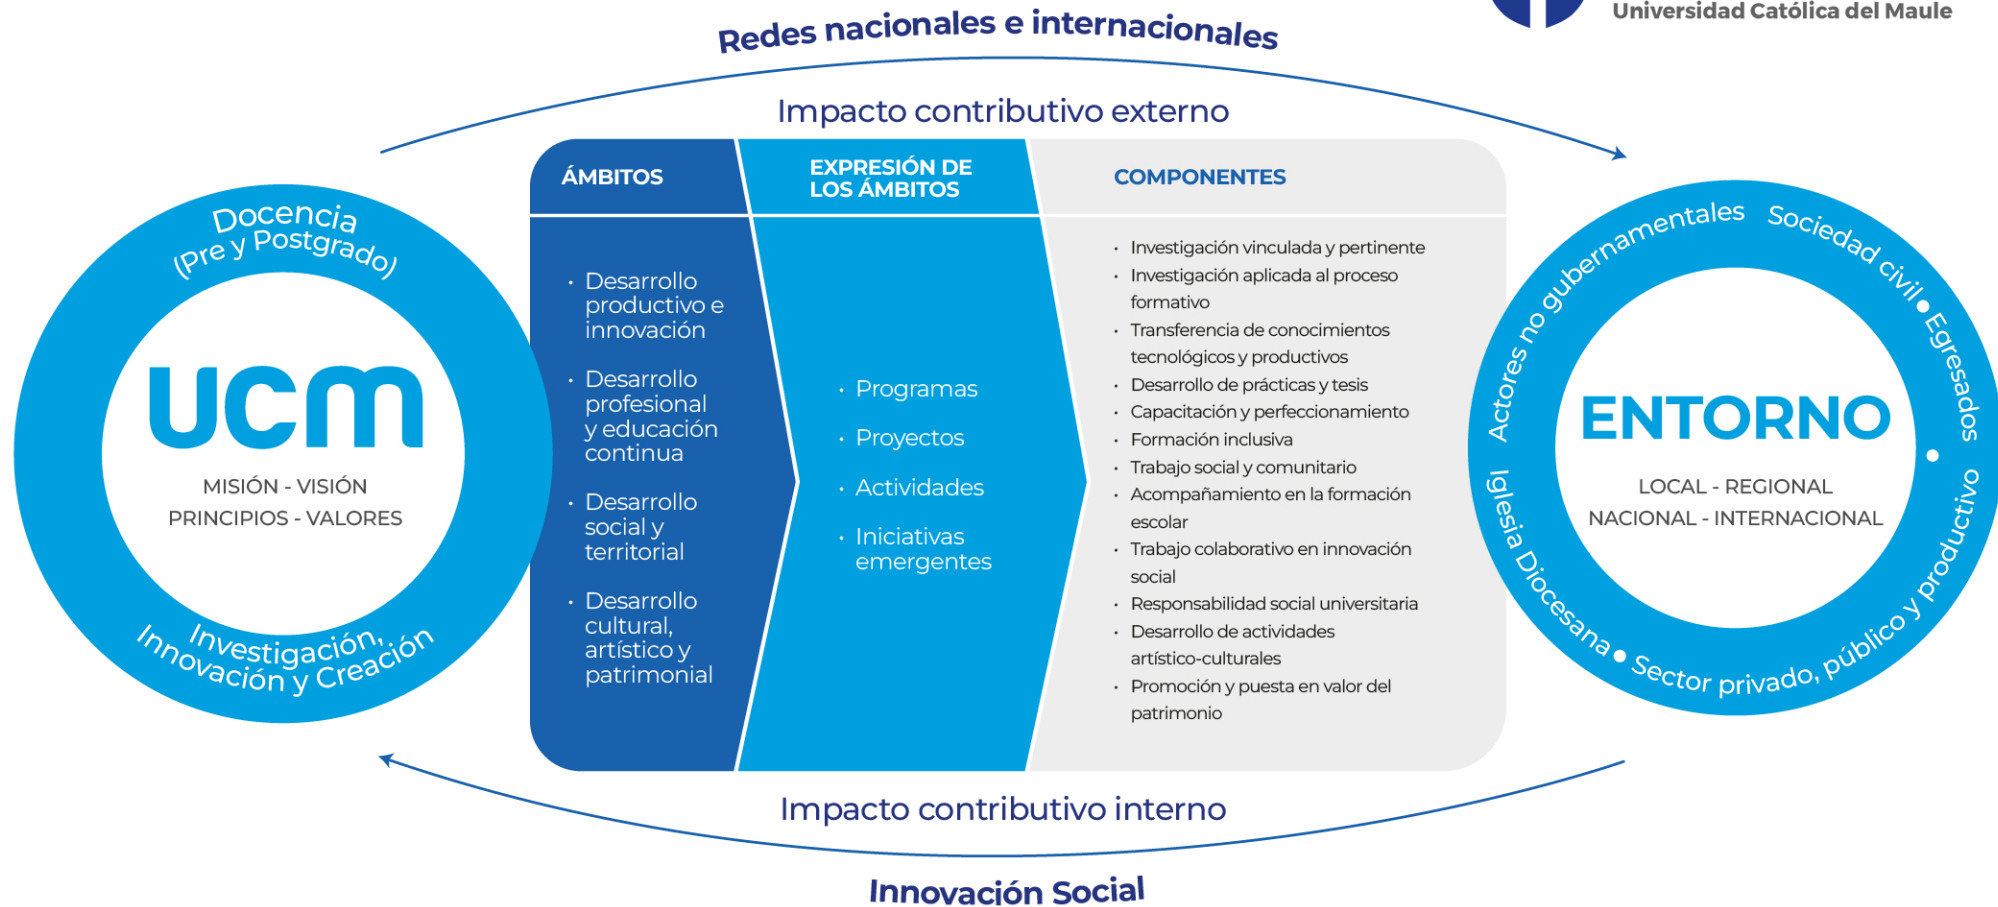 Universidad Católica del Maule
Redes nacionales e internacionales
Impacto contributivo externo
Docencia
(Pre y Postgrado)
ucm
MISIÓN - VISIÓN
PRINCIPIOS - VALORES
Investigación,
Innovación y Creación
ÁMBITOS
• Desarrollo
productivo e
innovación
• Desarrollo
profesional
y educación
continua
• Desarrollo
social y
territorial
• Desarrollo
cultural,
artístico y
patrimonial
EXPRESIÓN DE
LOS ÁMBITOS
• Programas
• Proyectos
• Actividades
• Iniciativas
emergentes
COMPONENTES
• Investigación vinculada y pertinente
• Investigación aplicada al proceso
formativo
• Transferencia de conocimientos
tecnológicos y productivos
• Desarrollo de prácticas y tesis
• Capacitación y perfeccionamiento
• Formación inclusiva
• Trabajo social y comunitario
• Acompañamiento en la formación
escolar
• Trabajo colaborativo en innovación
social
• Responsabilidad social universitaria
• Desarrollo de actividades
artístico-culturales
• Promoción y puesta en valor del
patrimonio
Actores no gubernamentales
Sociedad civil • Egresados •
Iglesia Diocesana • Sector privado, público y productivo
ENTORNO
LOCAL - REGIONAL
NACIONAL - INTERNACIONAL
Impacto contributivo interno
Innovación Social